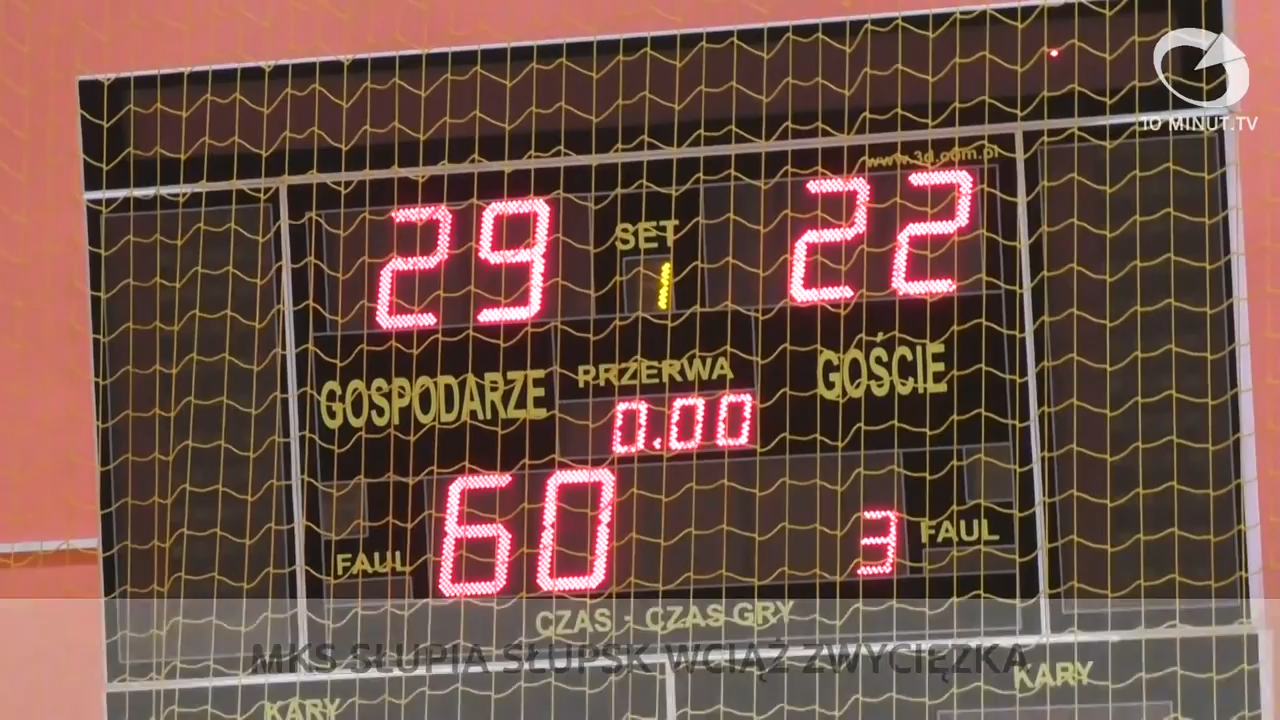 10 MINUT.TV
www.3d.com.pl
29 SET 22
1
GOSPODARZE PRZERWA GOŚCIE
0.00
FAUL 60 3 FAUL
CZAS - CZAS GRY
MKS SŁUPIA SŁUPSK WCIĄŻ ZWYCIĘZKA
KARY KARY